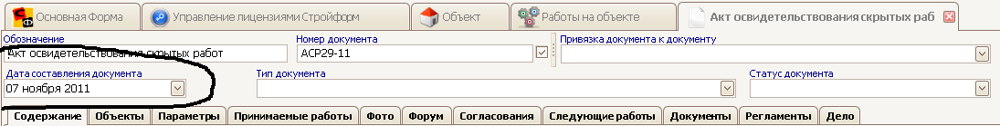 Основная Форма Управление лицензиями Стройформ Объект Работы на объекте Акт освидетельствования скрытых раб
Обозначение Номер документа Привязка документа к документу
Акт освидетельствования скрытых работ АСР29-11
Дата составления документа Тип документа Статус документа
07 ноября 2011
Содержание Объекты Параметры Принимаемые работы Фото Форум Согласования Следующие работы Документы Регламенты Дело